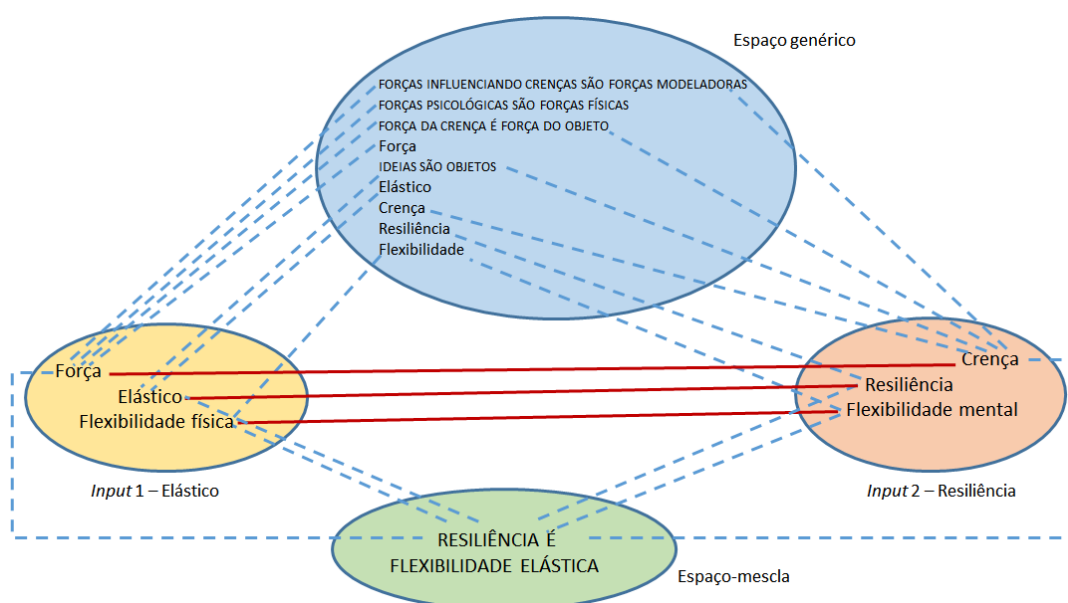 Espaço genérico
FORÇAS INFLUENCIANDO CRENÇAS SÃO FORÇAS MODELADORAS
FORÇAS PSICOLÓGICAS SÃO FORÇAS FÍSICAS
FORÇA DA CRENÇA É FORÇA DO OBJETO
Força
IDEIAS SÃO OBJETOS
Elástico
Crença
Resiliência
Flexibilidade
Força
Elástico
Flexibilidade física
Input 1 – Elástico
Crença
Resiliência
Flexibilidade mental
Input 2 – Resiliência
RESILIÊNCIA É
FLEXIBILIDADE ELÁSTICA
Espaço-mescla